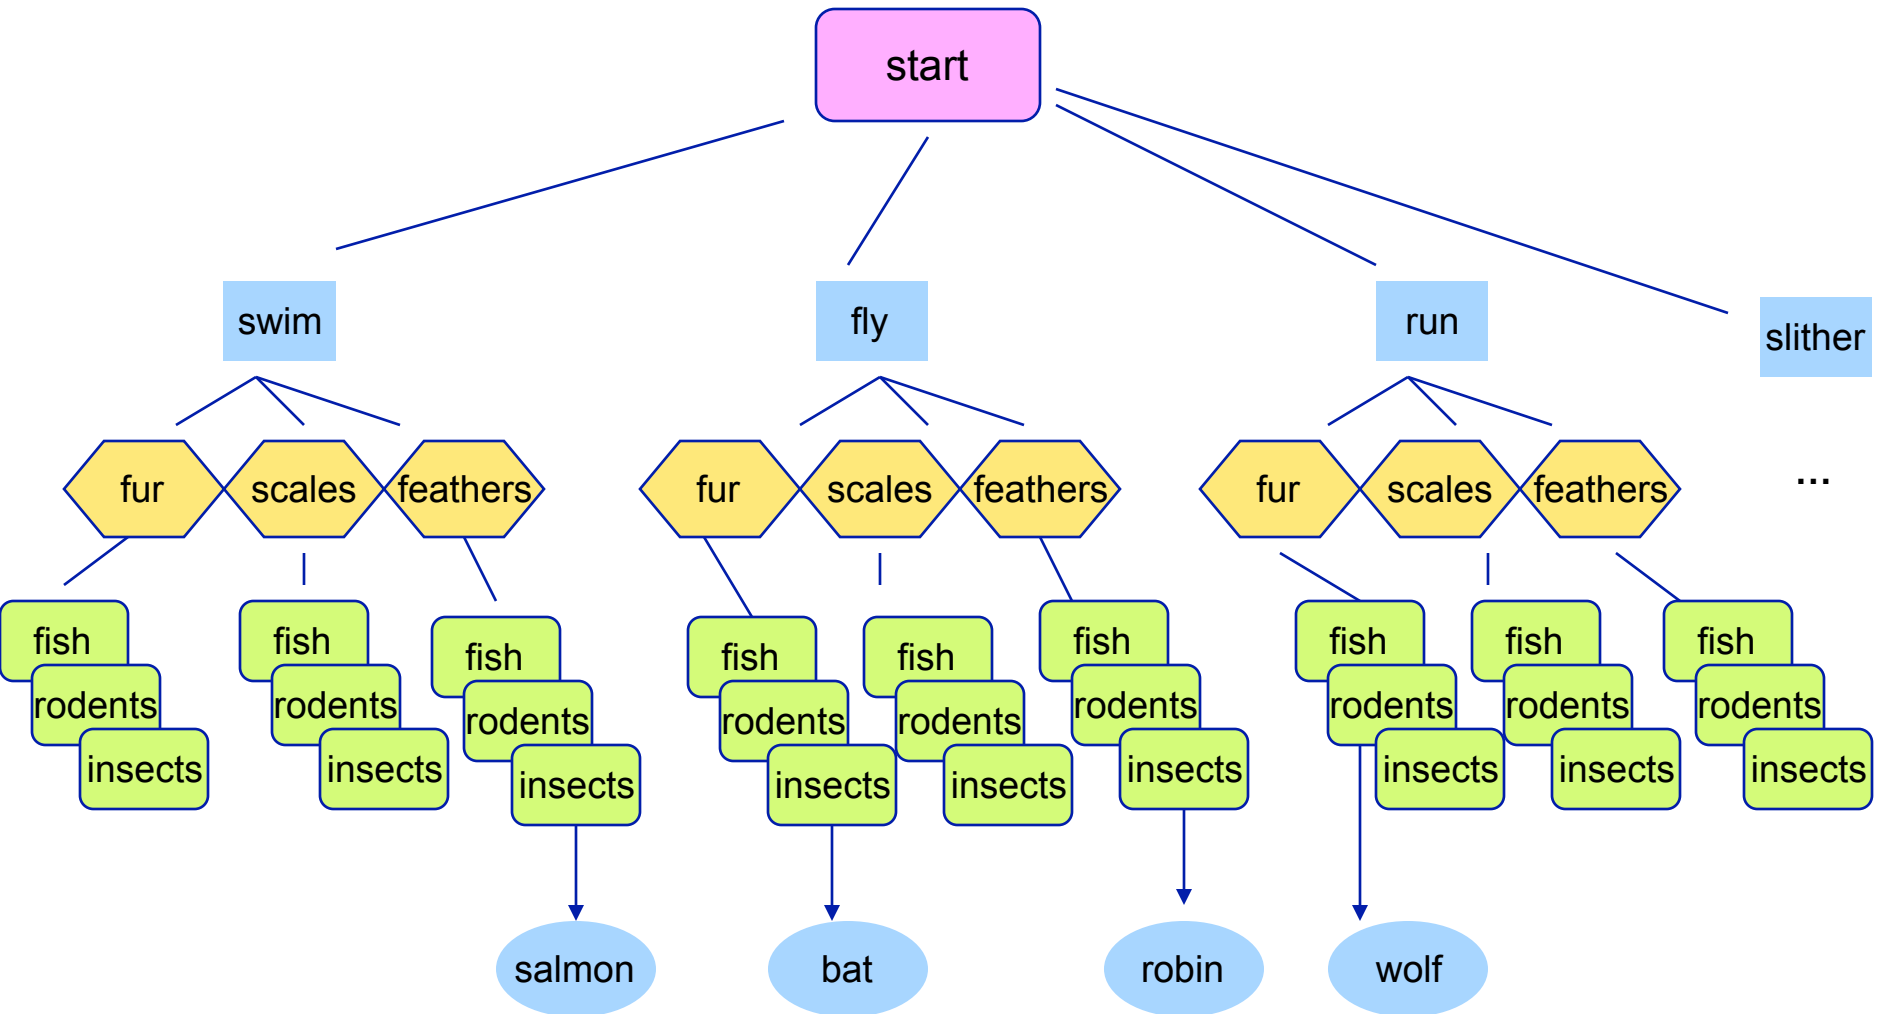 start
swim
fly
run
slither
fur
scales
feathers
fur
scales
feathers
fur
scales
feathers
...
fish
rodents
insects
fish
rodents
insects
fish
rodents
insects
fish
rodents
insects
fish
rodents
insects
fish
rodents
insects
fish
rodents
insects
fish
rodents
insects
fish
rodents
insects
salmon
bat
robin
wolf